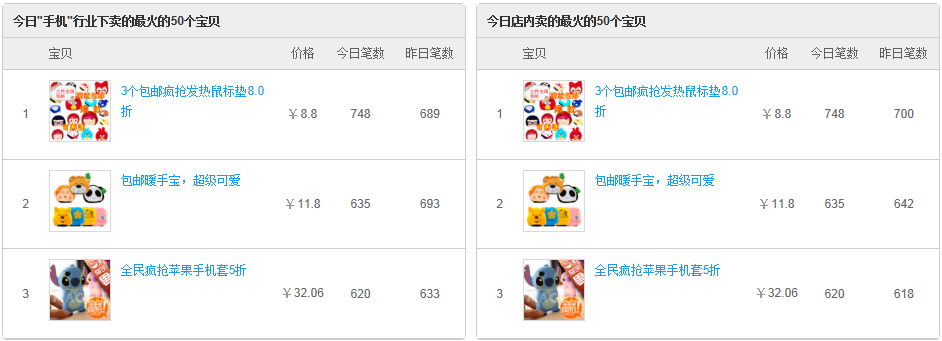 今日"手机"行业下卖的最火的50个宝贝
宝贝 价格 今日笔数 昨日笔数
1 3个包邮疯抢发热鼠标垫8.0
折 ￥8.8 748 689
2 包邮暖手宝，超级可爱 ￥11.8 635 693
3 全民疯抢苹果手机套5折 ￥32.06 620 633
今日店内卖的最火的50个宝贝
宝贝 价格 今日笔数 昨日笔数
1 3个包邮疯抢发热鼠标垫8.0
折 ￥8.8 748 700
2 包邮暖手宝，超级可爱 ￥11.8 635 642
3 全民疯抢苹果手机套5折 ￥32.06 620 618